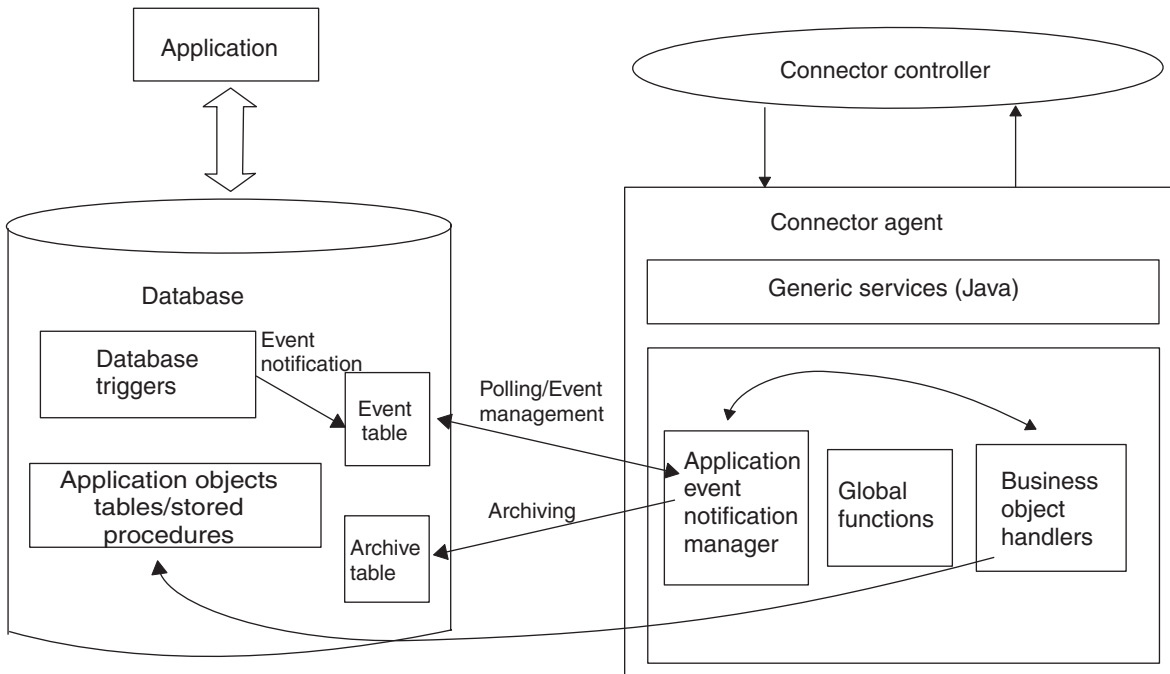 Application
Connector controller
Connector agent
Generic services (Java)
Database
Database
triggers
Event
notification
Event
table
Polling/Event
management
Application objects
tables/stored
procedures
Archive
table
Archiving
Application
event
notification
manager
Global
functions
Business
object
handlers